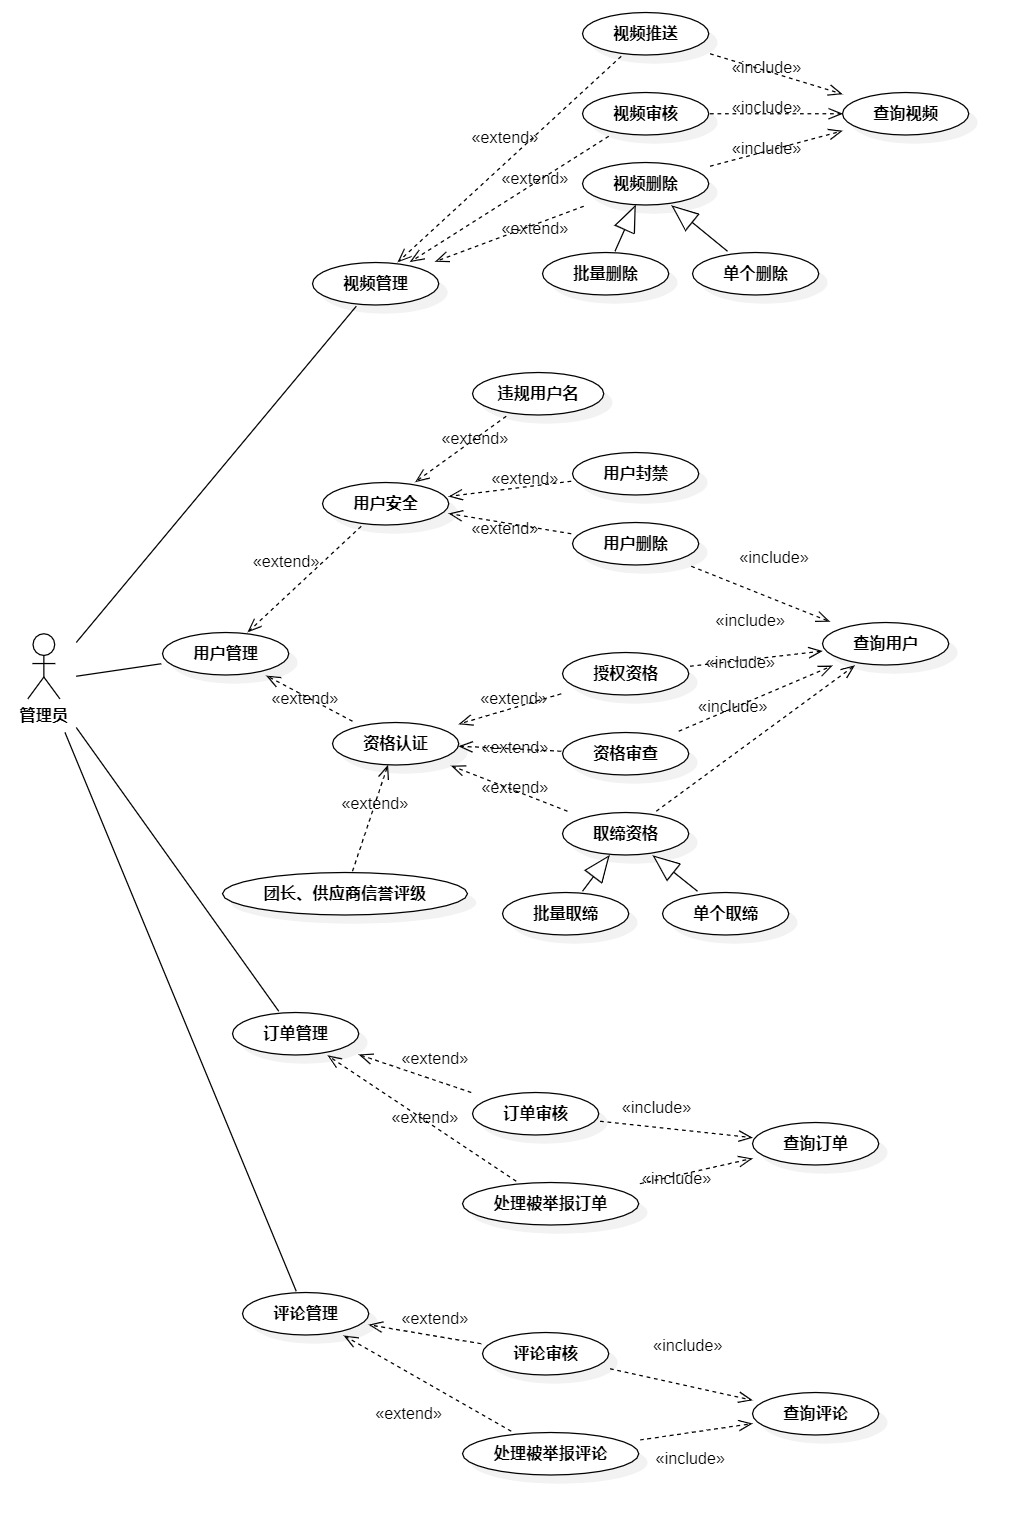 视频推送
«include»
视频审核
«include»
查询视频
«extend»
«include»
«extend»
视频删除
«extend»
批量删除
单个删除
视频管理
违规用户名
«extend»
用户封禁
«extend»
用户安全
«extend»
用户删除
«extend»
«include»
«include»
管理员
用户管理
查询用户
«include»
授权资格
«extend»
«extend»
«include»
资格认证
«extend»
资格审查
«extend»
«extend»
取缔资格
团长、供应商信誉评级
批量取缔
单个取缔
订单管理
«extend»
订单审核
«include»
«extend»
查询订单
«include»
处理被举报订单
评论管理
«extend»
评论审核
«include»
«extend»
查询评论
处理被举报评论
«include»